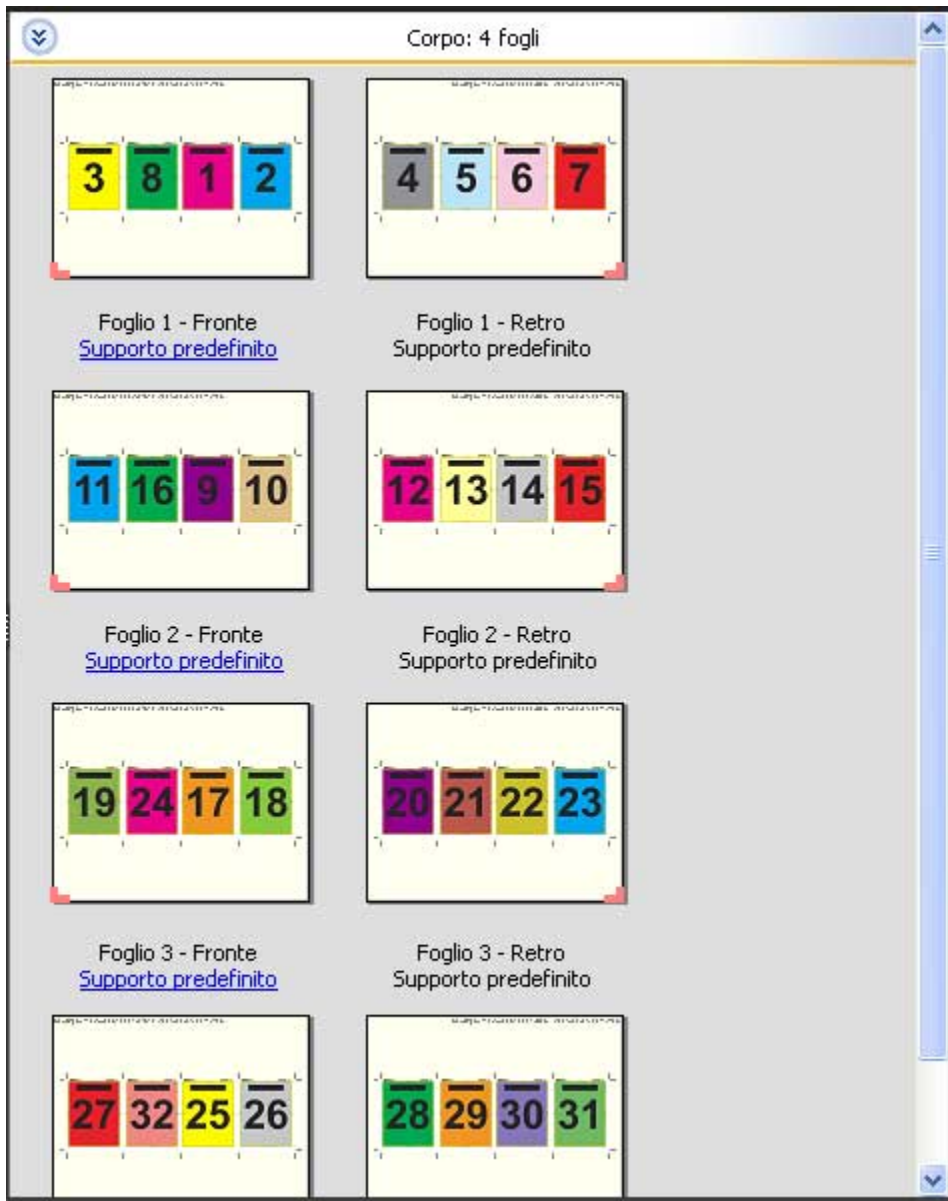 Corpo: 4 fogli
3 8 1 2
4 5 6 7
Foglio 1 - Fronte
Supporto predefinito
Foglio 1 - Retro
Supporto predefinito
11 16 9 10
12 13 14 15
Foglio 2 - Fronte
Supporto predefinito
Foglio 2 - Retro
Supporto predefinito
19 24 17 18
20 21 22 23
Foglio 3 - Fronte
Supporto predefinito
Foglio 3 - Retro
Supporto predefinito
27 32 25 26
28 29 30 31